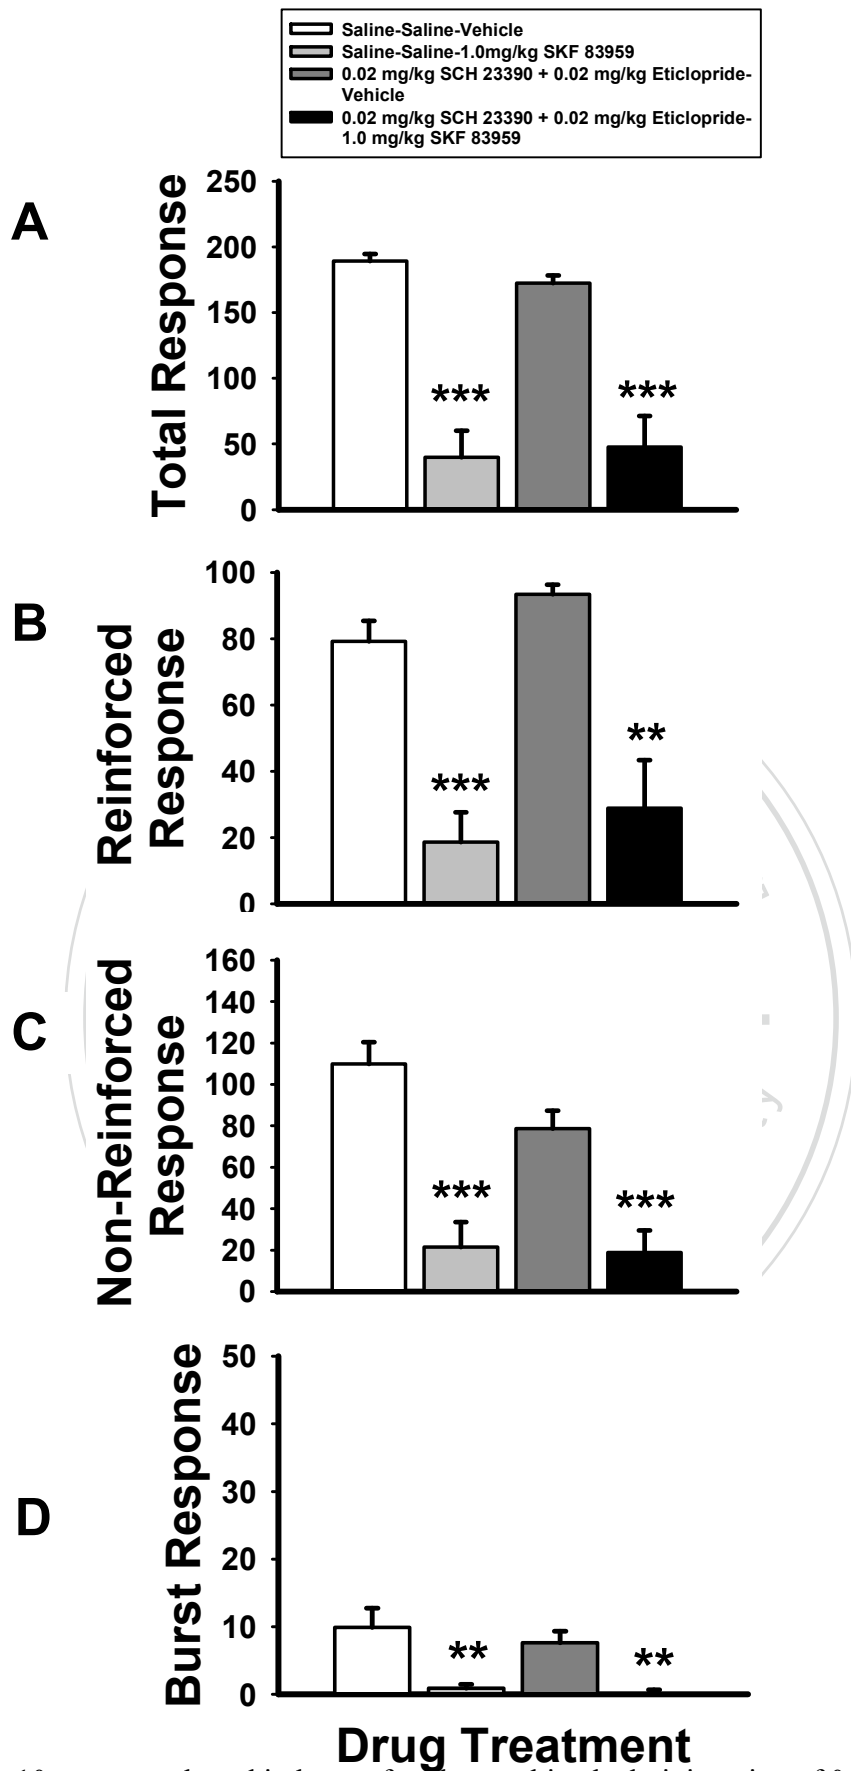 Saline-Saline-Vehicle
Saline-Saline-1.0mg/kg SKF 83959
0.02 mg/kg SCH 23390 + 0.02 mg/kg Eticlopride-
Vehicle
0.02 mg/kg SCH 23390 + 0.02 mg/kg Eticlopride-
1.0 mg/kg SKF 83959
A
Total Response
250
200
150
100
50
0
***
***
B
Reinforced
Response
100
80
60
40
20
0
***
**
C
Non-Reinforced
Response
160
140
120
100
80
60
40
20
0
***
***
D
Burst Response
50
40
30
20
10
0
**
**
Drug Treatment